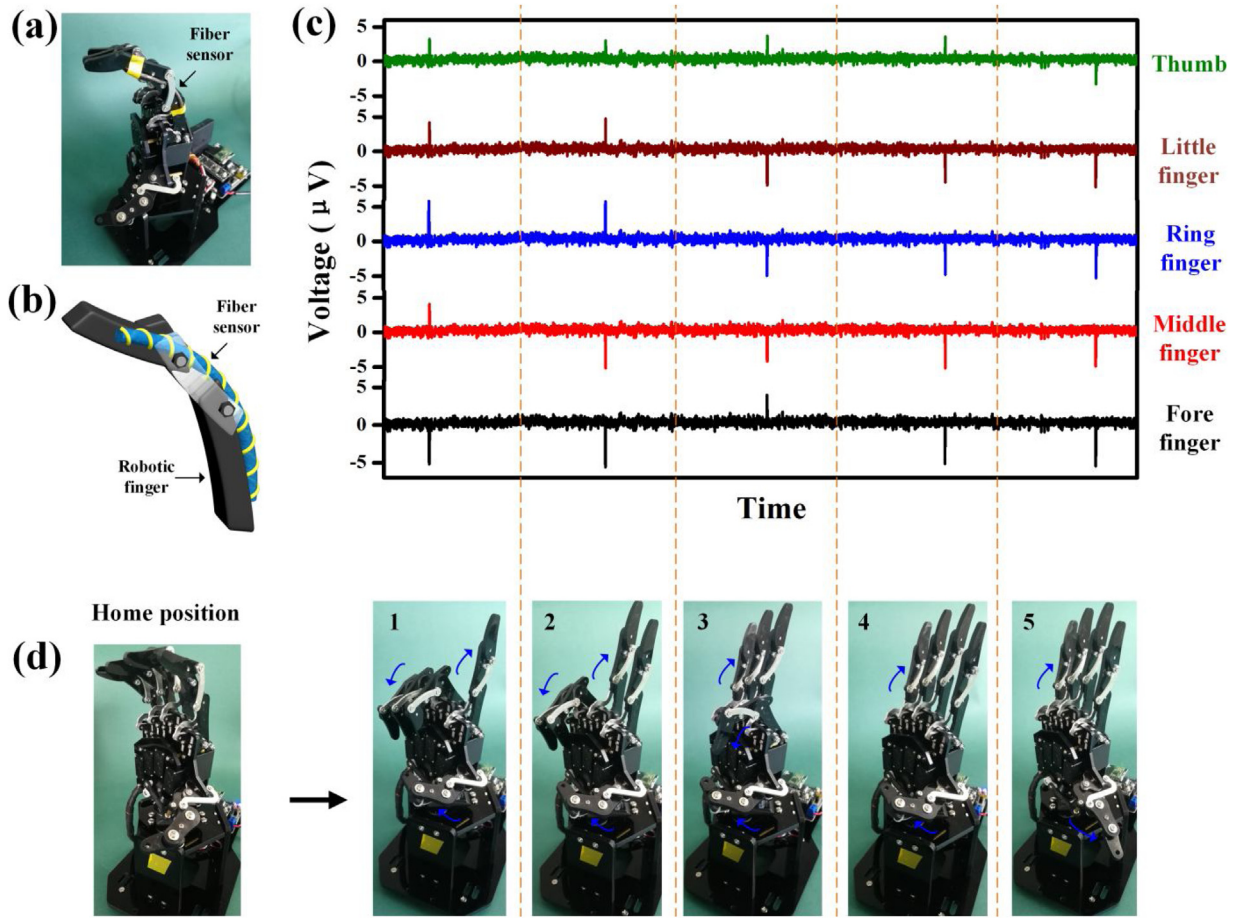 (a)
Fiber
sensor
(b)
Fiber
sensor
Robotic
finger
(c)
Voltage ( μ V)
5
0
-5
5
0
-5
5
0
-5
5
0
-5
5
0
-5
Thumb
Little
finger
Ring
finger
Middle
finger
Fore
finger
Time
(d)
Home position
1
2
3
4
5